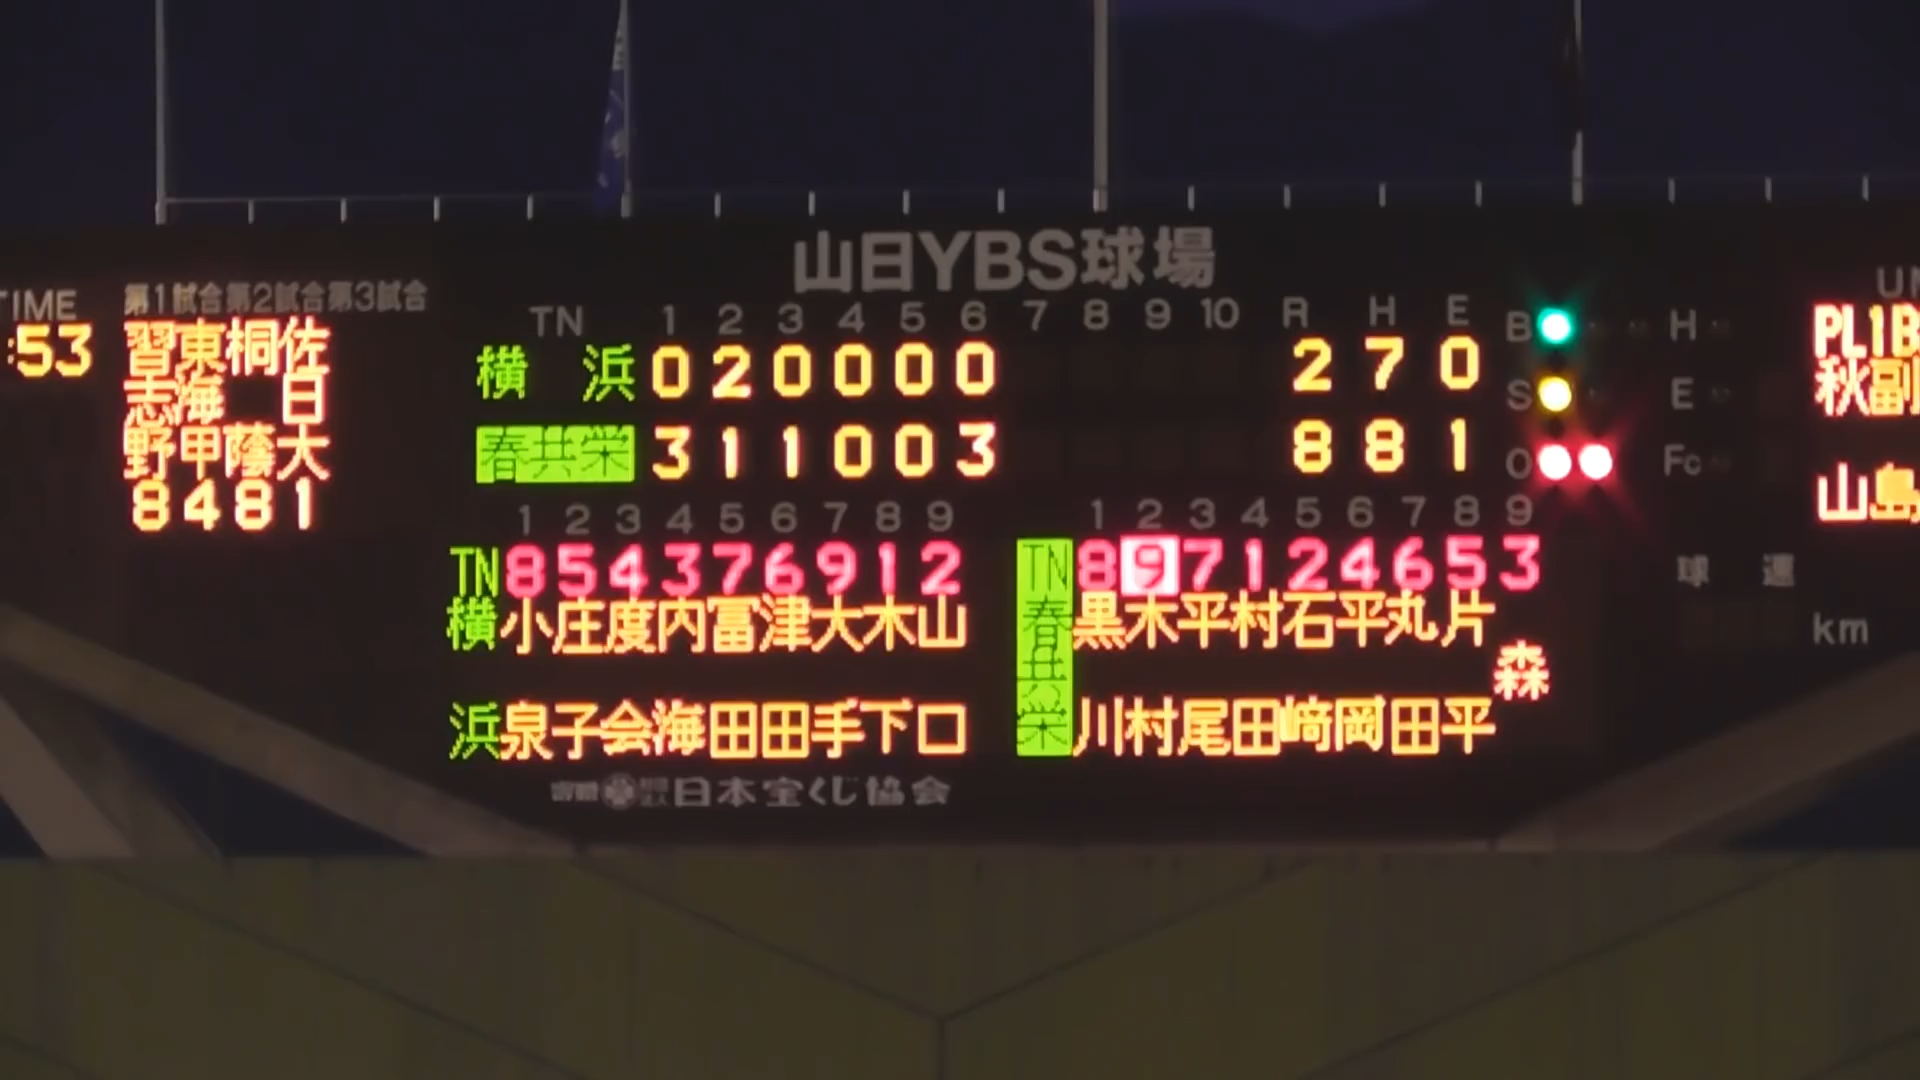 山日YBS球場
TIME
:53
第1試合第2試合第3試合
習東桐佐
志海 日
野甲蔭大
8481
TN 1 2 3 4 5 6 7 8 9 10 R H E
横浜 0 2 0 0 0 0 2 7 0
春共栄 3 1 1 0 0 3 8 8 1
B
S
O
H
E
Fc
1 2 3 4 5 6 7 8 9
TN 8 5 4 3 7 6 9 1 2
横浜 小泉 庄子 度会 内海 冨田 津田 大手 木下 山口
1 2 3 4 5 6 7 8 9
TN 8 9 7 1 2 4 6 5 3
春共栄 黒川 木村 平尾 村田 石崎 平岡 丸田 片平 森
球速
km
PL1B
秋副
山島
日本宝くじ協会